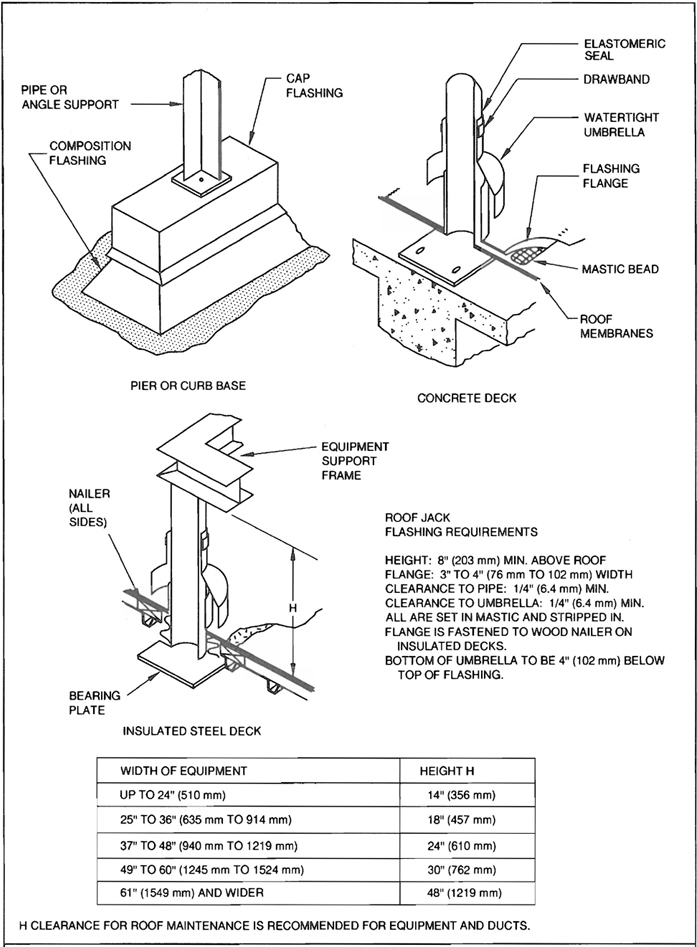 PIPE OR
ANGLE SUPPORT
CAP
FLASHING
COMPOSITION
FLASHING
PIER OR CURB BASE
ELASTOMERIC
SEAL
DRAWBAND
WATERTIGHT
UMBRELLA
FLASHING
FLANGE
MASTIC BEAD
ROOF
MEMBRANES
CONCRETE DECK
EQUIPMENT
SUPPORT
FRAME
NAILER
(ALL
SIDES)
H
BEARING
PLATE
INSULATED STEEL DECK
ROOF JACK
FLASHING REQUIREMENTS
HEIGHT: 8" (203 mm) MIN. ABOVE ROOF
FLANGE: 3" TO 4" (76 mm TO 102 mm) WIDTH
CLEARANCE TO PIPE: 1/4" (6.4 mm) MIN.
CLEARANCE TO UMBRELLA: 1/4" (6.4 mm) MIN.
ALL ARE SET IN MASTIC AND STRIPPED IN.
FLANGE IS FASTENED TO WOOD NAILER ON
INSULATED DECKS.
BOTTOM OF UMBRELLA TO BE 4" (102 mm) BELOW
TOP OF FLASHING.
WIDTH OF EQUIPMENT HEIGHT H
UP TO 24" (510 mm) 14" (356 mm)
25" TO 36" (635 mm TO 914 mm) 18" (457 mm)
37" TO 48" (940 mm TO 1219 mm) 24" (610 mm)
49" TO 60" (1245 mm TO 1524 mm) 30" (762 mm)
61" (1549 mm) AND WIDER 48" (1219 mm)
H CLEARANCE FOR ROOF MAINTENANCE IS RECOMMENDED FOR EQUIPMENT AND DUCTS.